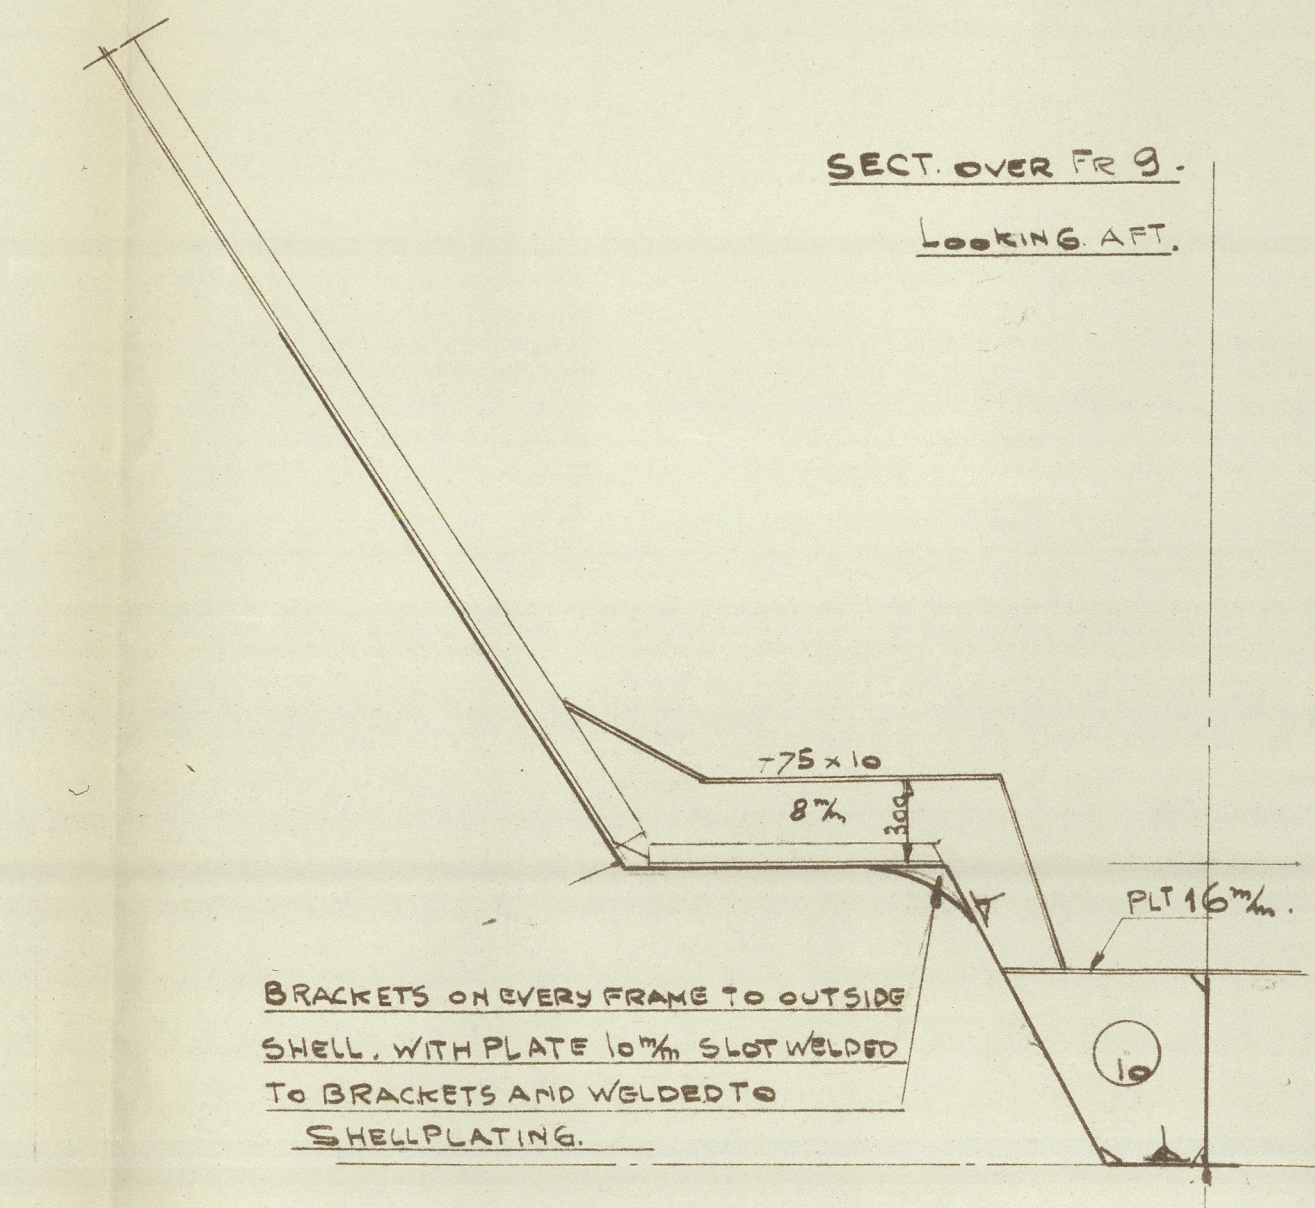 SECT. OVER FR 9.
LOOKING. AFT.
75 x 10
8 m/m
300
PLT 16 m/m.
BRACKETS ON EVERY FRAME TO OUTSIDE
SHELL. WITH PLATE 10 m/m SLOT WELDED
TO BRACKETS AND WELDED TO
SHELLPLATING.
10